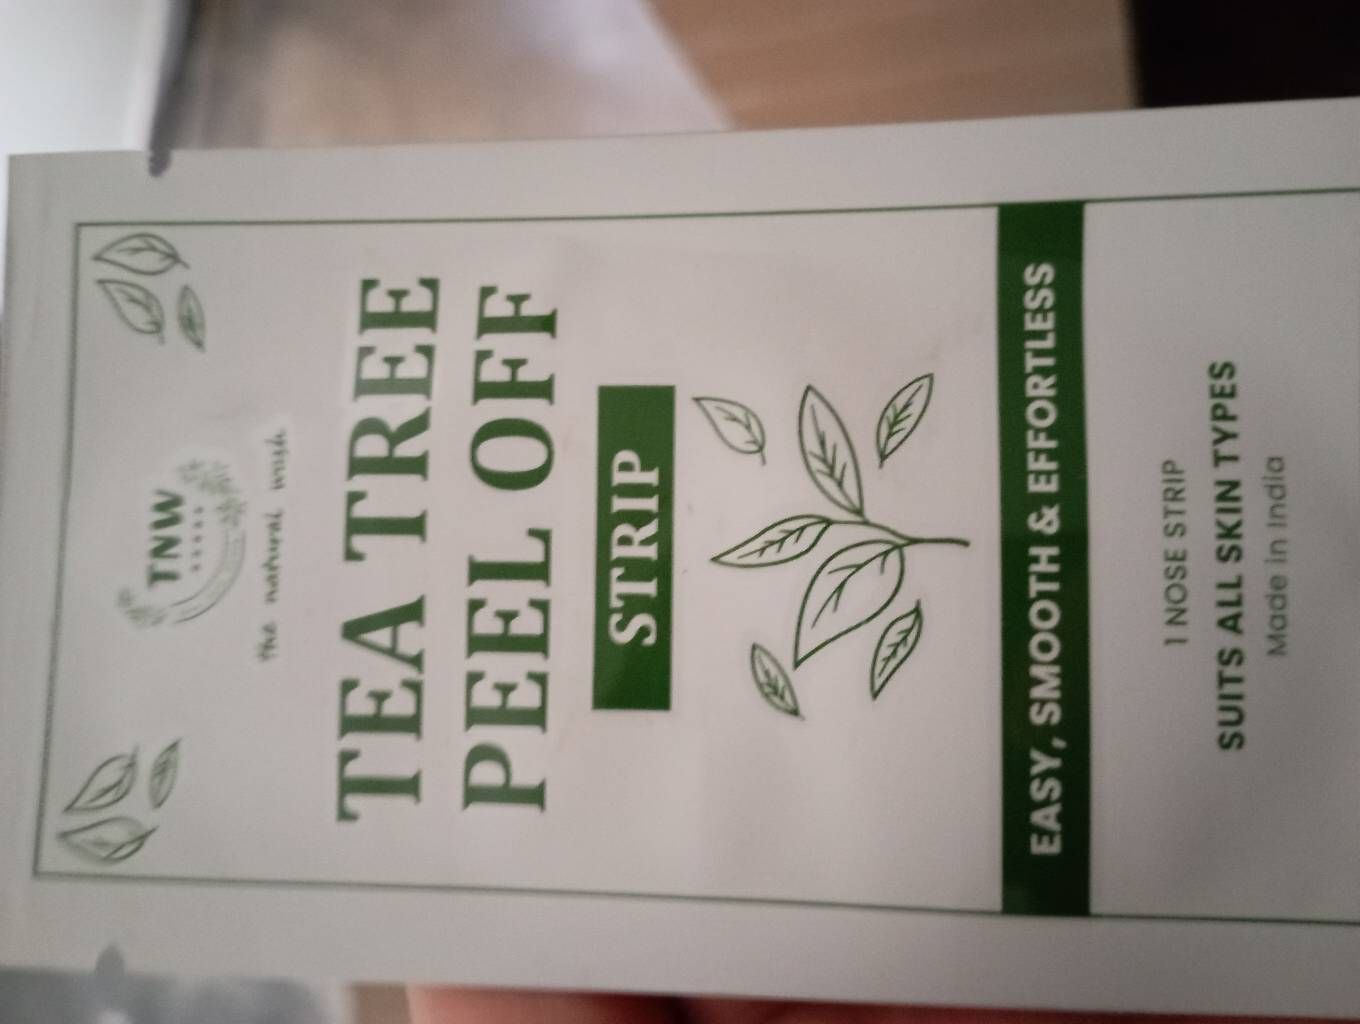 TNW
the natural wish
TEA TREE
PEEL OFF
STRIP
EASY, SMOOTH & EFFORTLESS
1 NOSE STRIP
SUITS ALL SKIN TYPES
Made in India